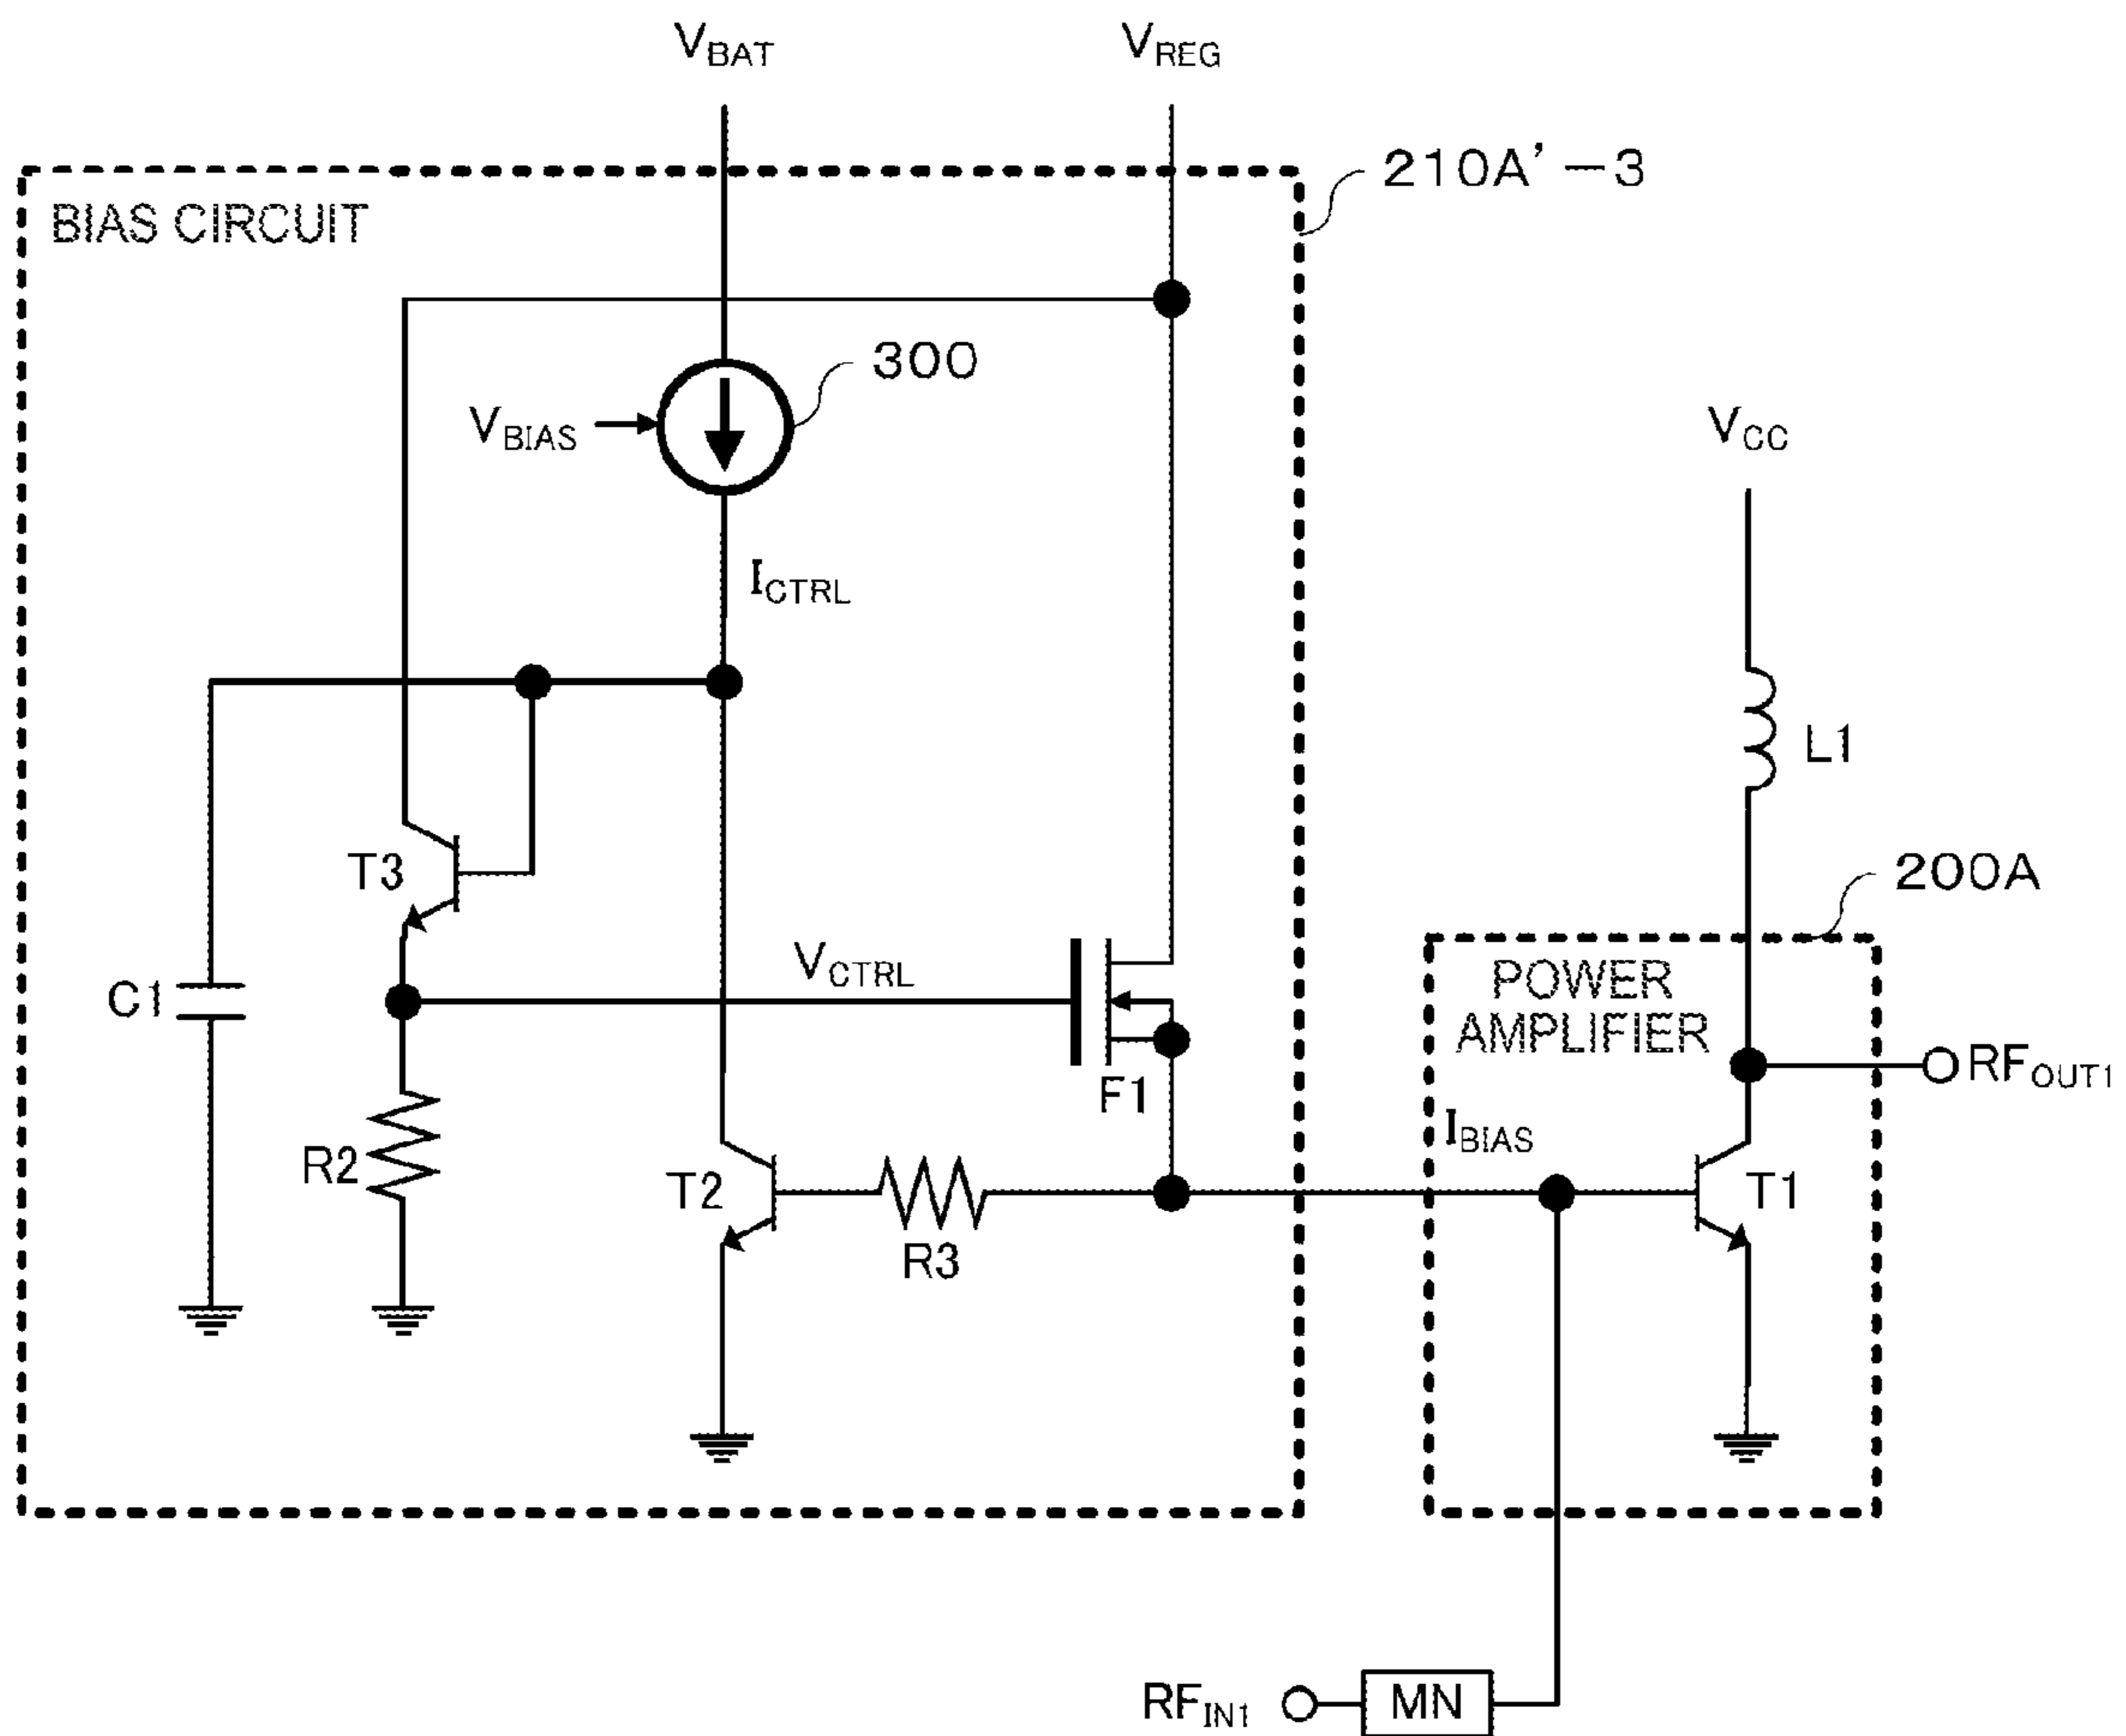 VBAT
VREG
210A'-3
BIAS CIRCUIT
300
VBIAS
VCC
ICTRL
L1
T3
200A
VCTRL
POWER
AMPLIFIER
C1
RFOUT1
F1
IBIAS
R2
T2
T1
R3
RFIN1
MN